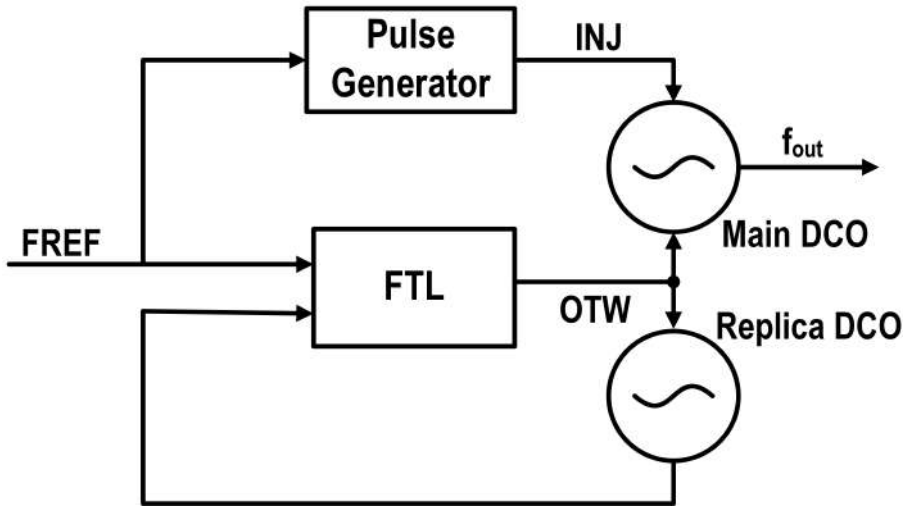 Pulse
Generator
INJ
fout
Main DCO
FREF
FTL
OTW
Replica DCO